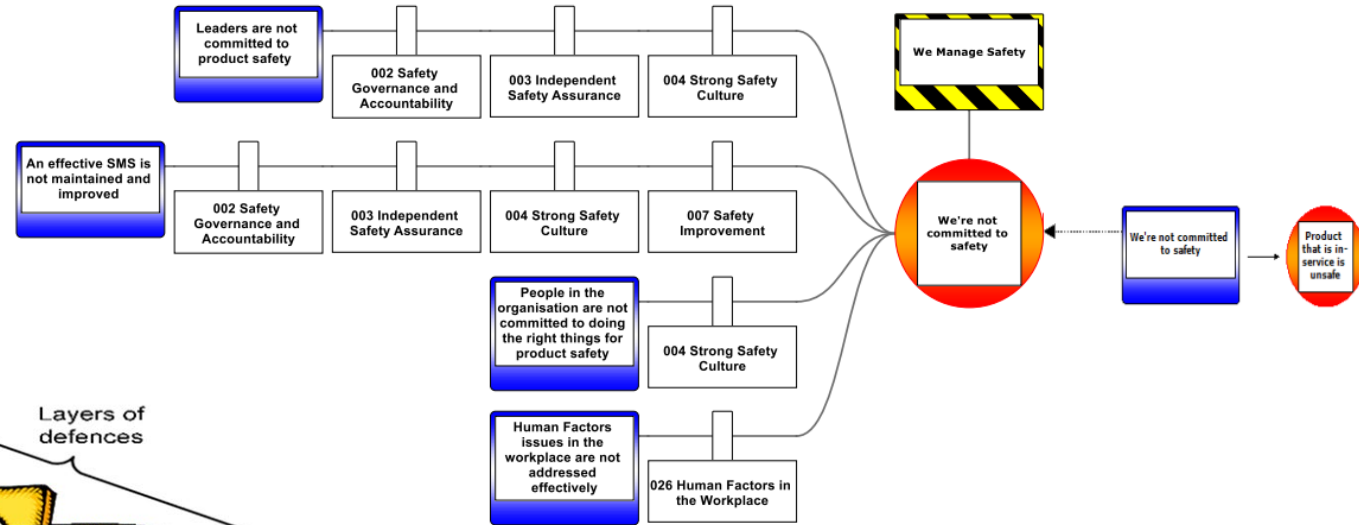 Leaders are not
committed to
product safety
002 Safety
Governance and
Accountability
003 Independent
Safety Assurance
004 Strong Safety
Culture
We Manage Safety
An effective SMS is
not maintained and
improved
002 Safety
Governance and
Accountability
003 Independent
Safety Assurance
004 Strong Safety
Culture
007 Safety
Improvement
We're not
committed to
safety
We're not committed
to safety
Product
that is in-
service is
unsafe
People in the
organisation are not
committed to doing
the right things for
product safety
004 Strong Safety
Culture
Human Factors
issues in the
workplace are not
addressed
effectively
026 Human Factors in
the Workplace
Layers of
defences